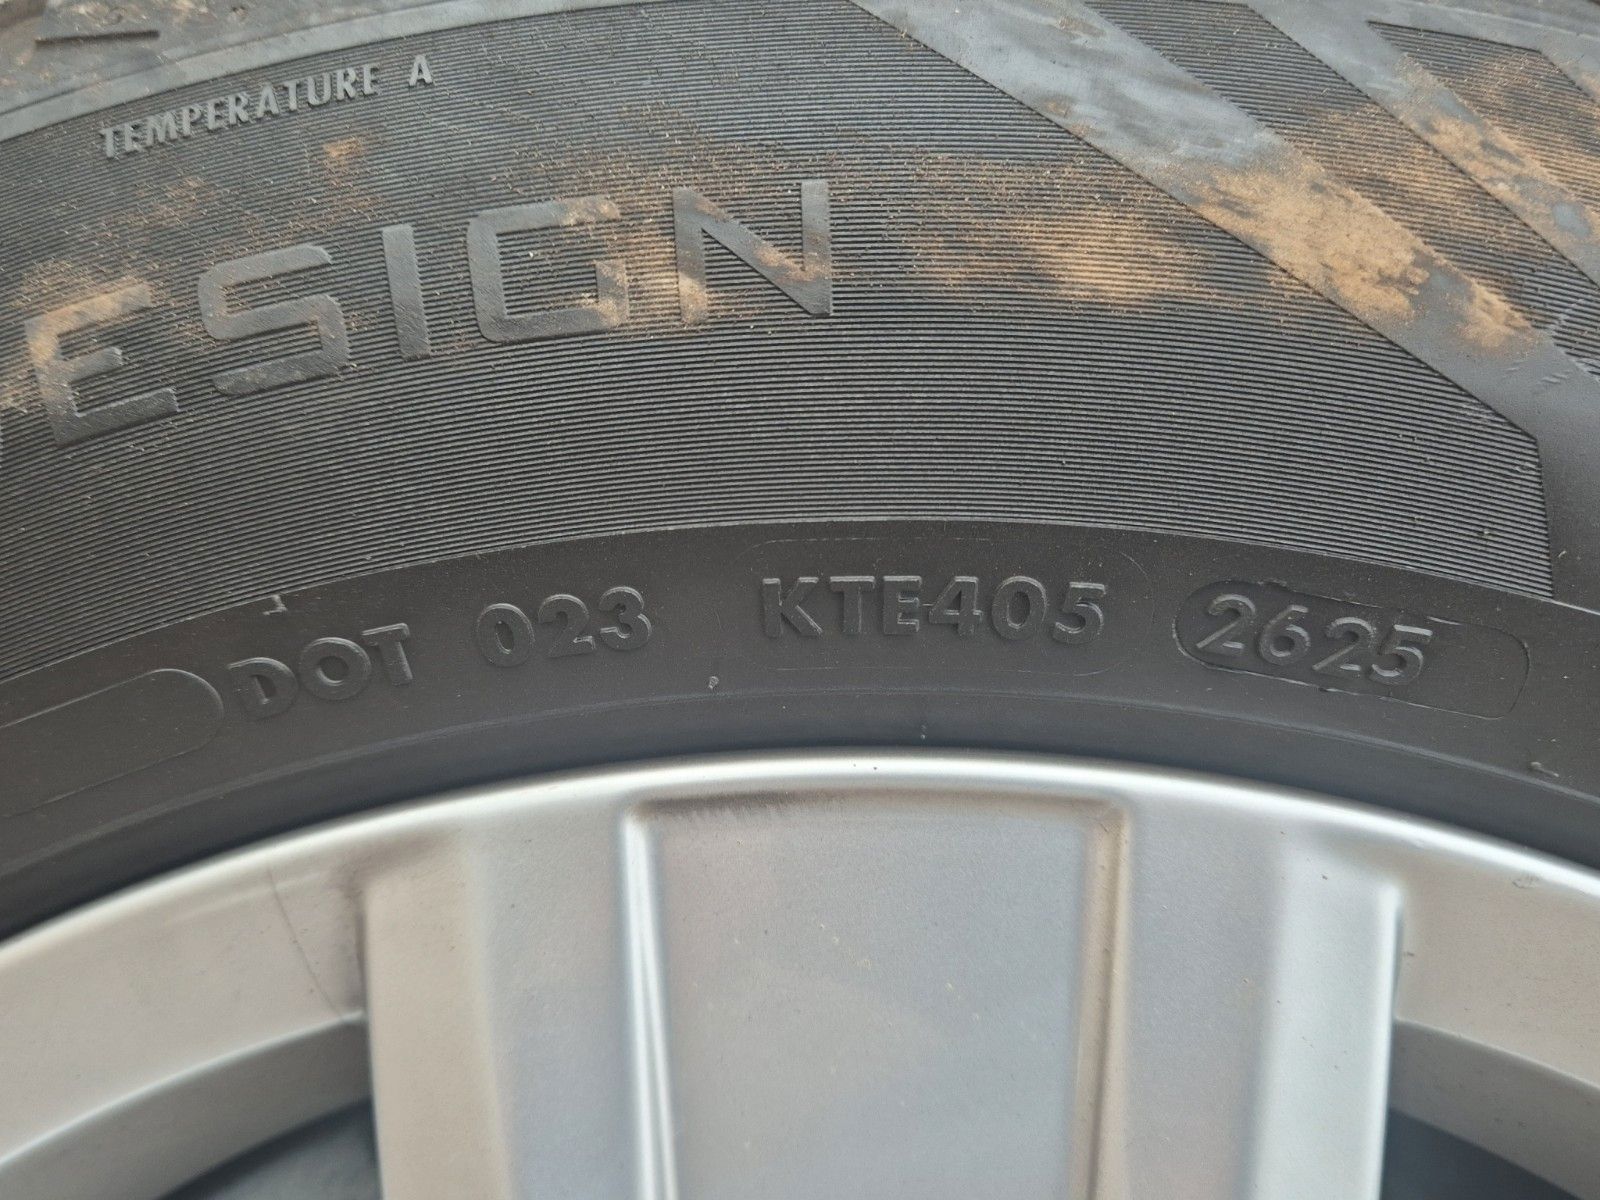 TEMPERATURE A
ESIGN
DOT 023 KTE405 2625